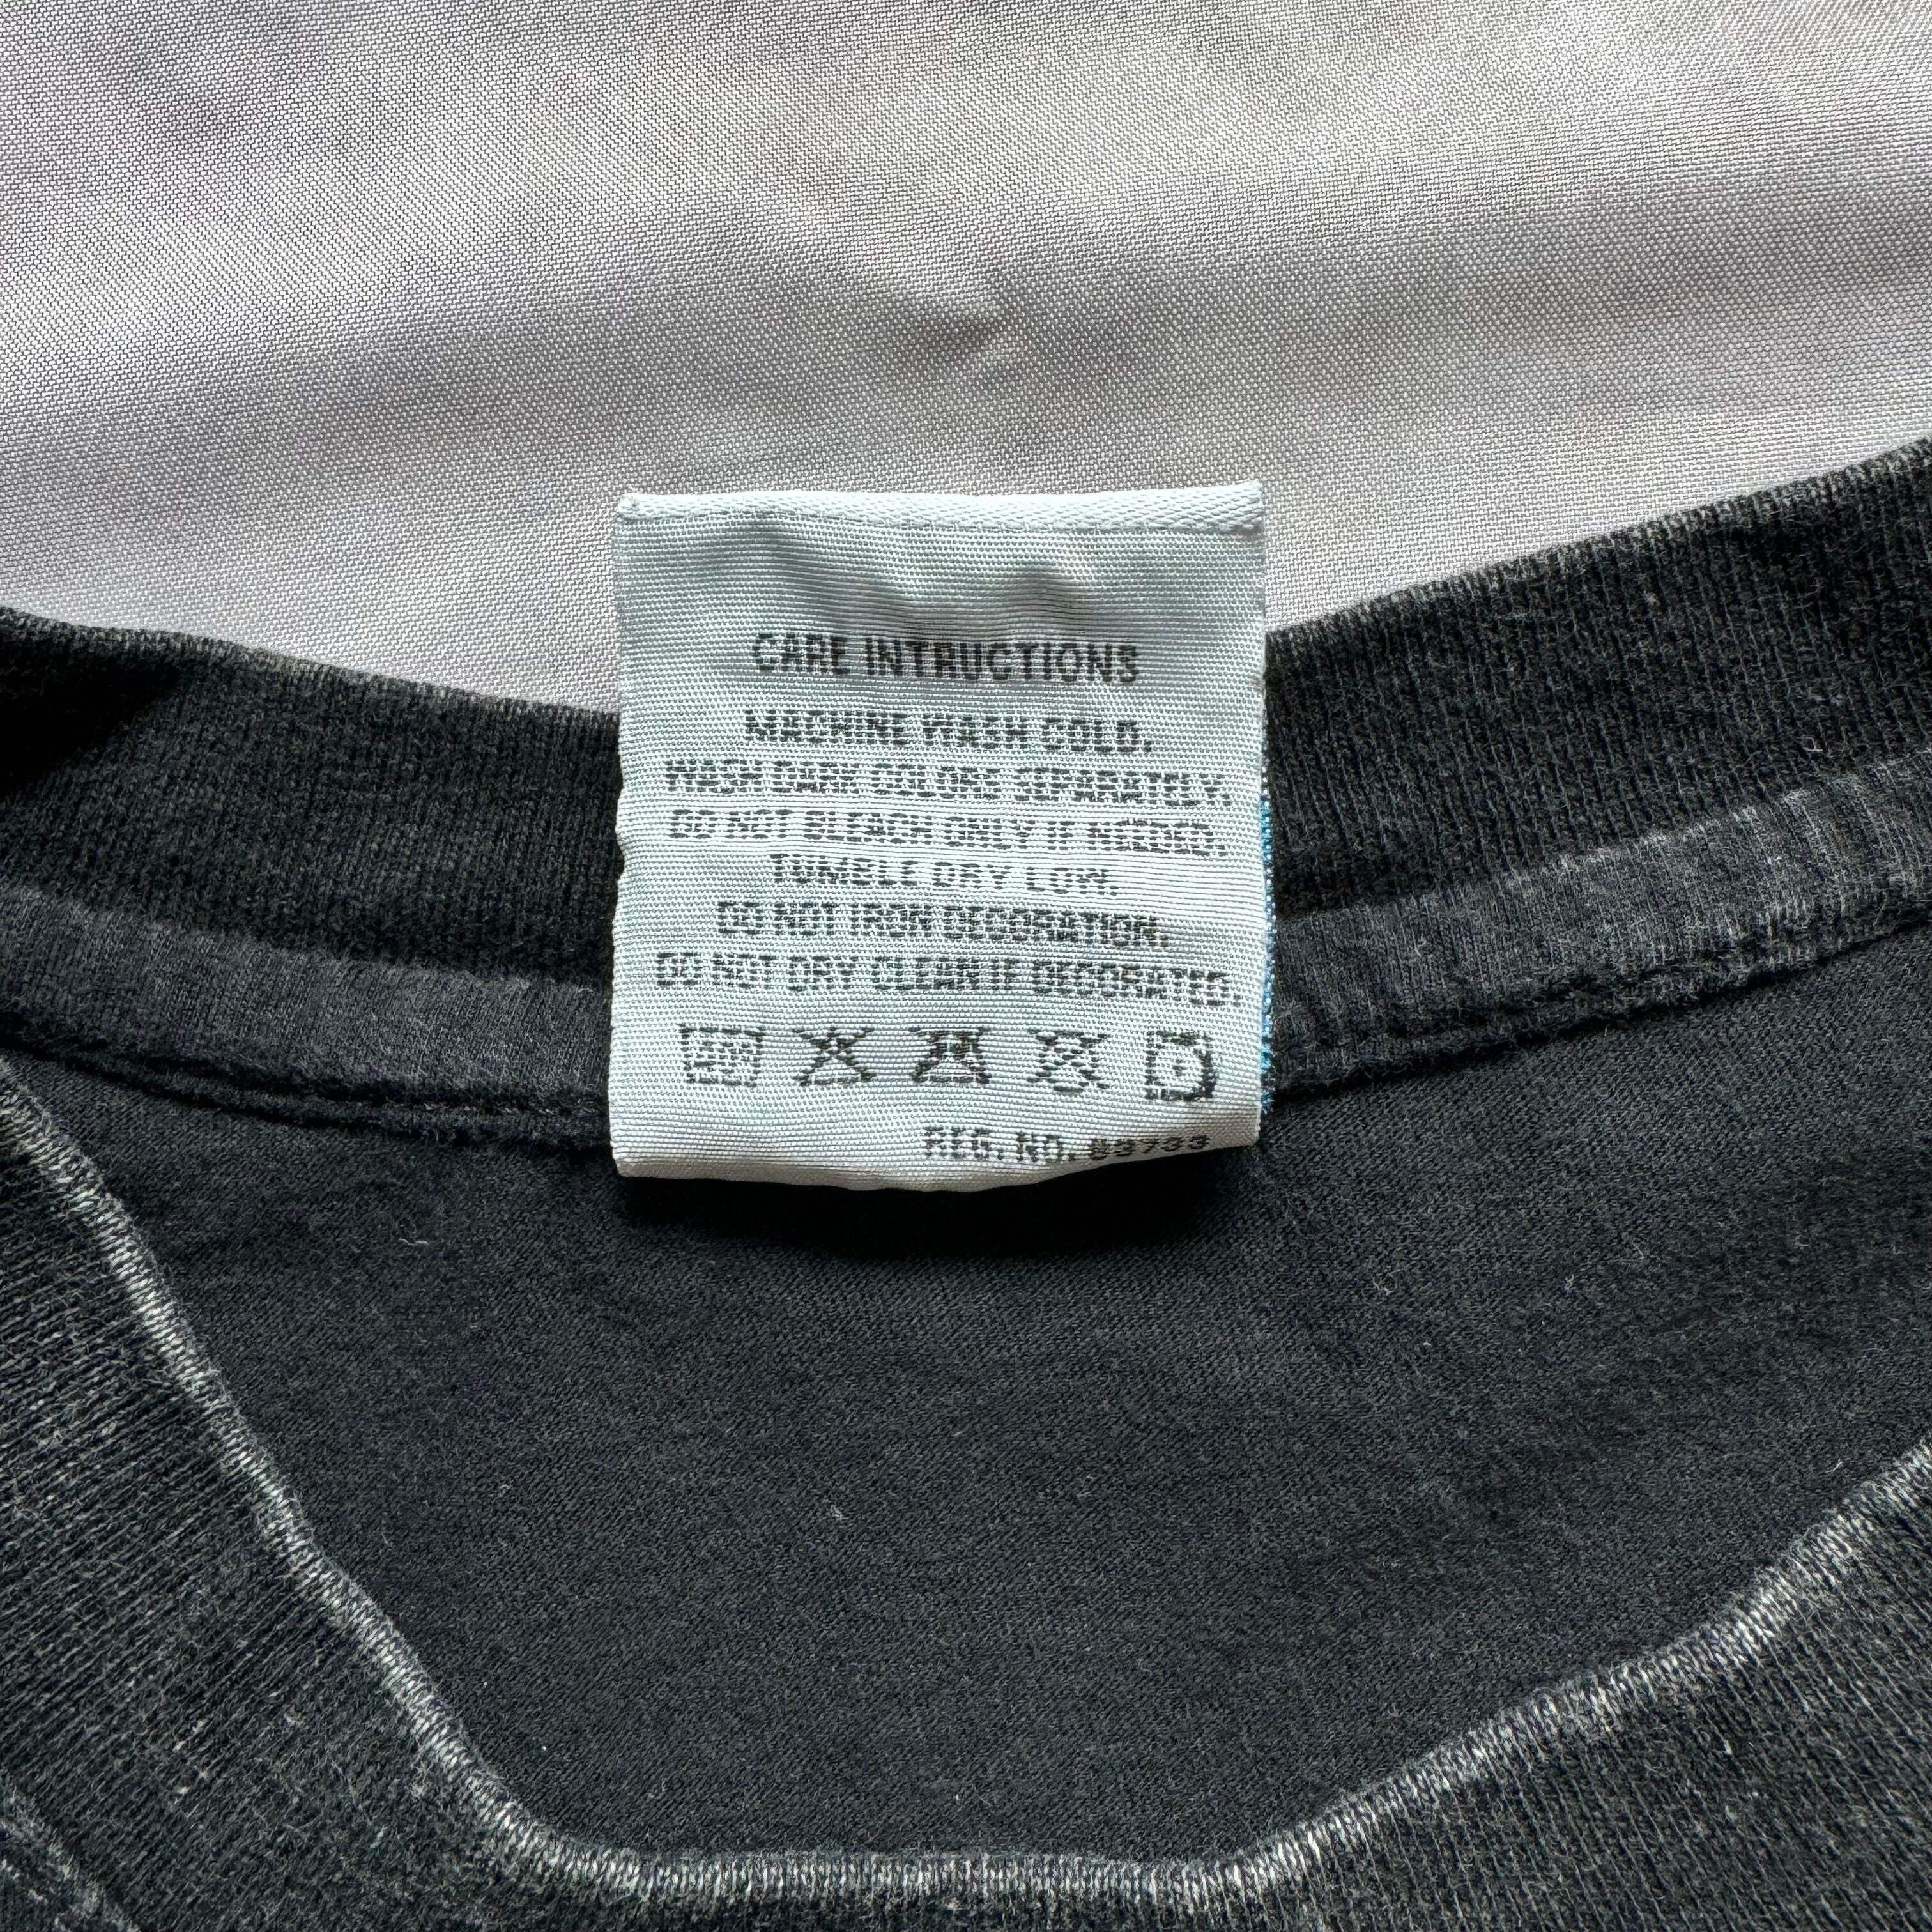 CARE INTRUCTIONS
MACHINE WASH COLD.
WASH DARK COLORS SEPARATELY.
DO NOT BLEACH ONLY IF NEEDED.
TUMBLE DRY LOW.
DO NOT IRON DECORATION.
DO NOT DRY CLEAN IF DECORATED.
REG. NO. 83733